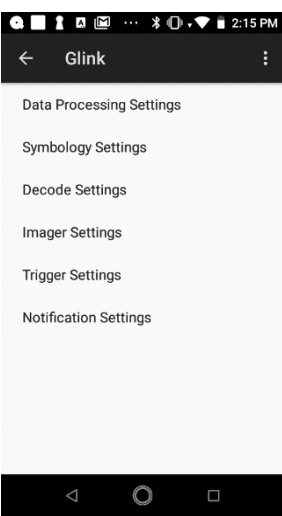 2:15 PM
Glink
Data Processing Settings
Symbology Settings
Decode Settings
Imager Settings
Trigger Settings
Notification Settings